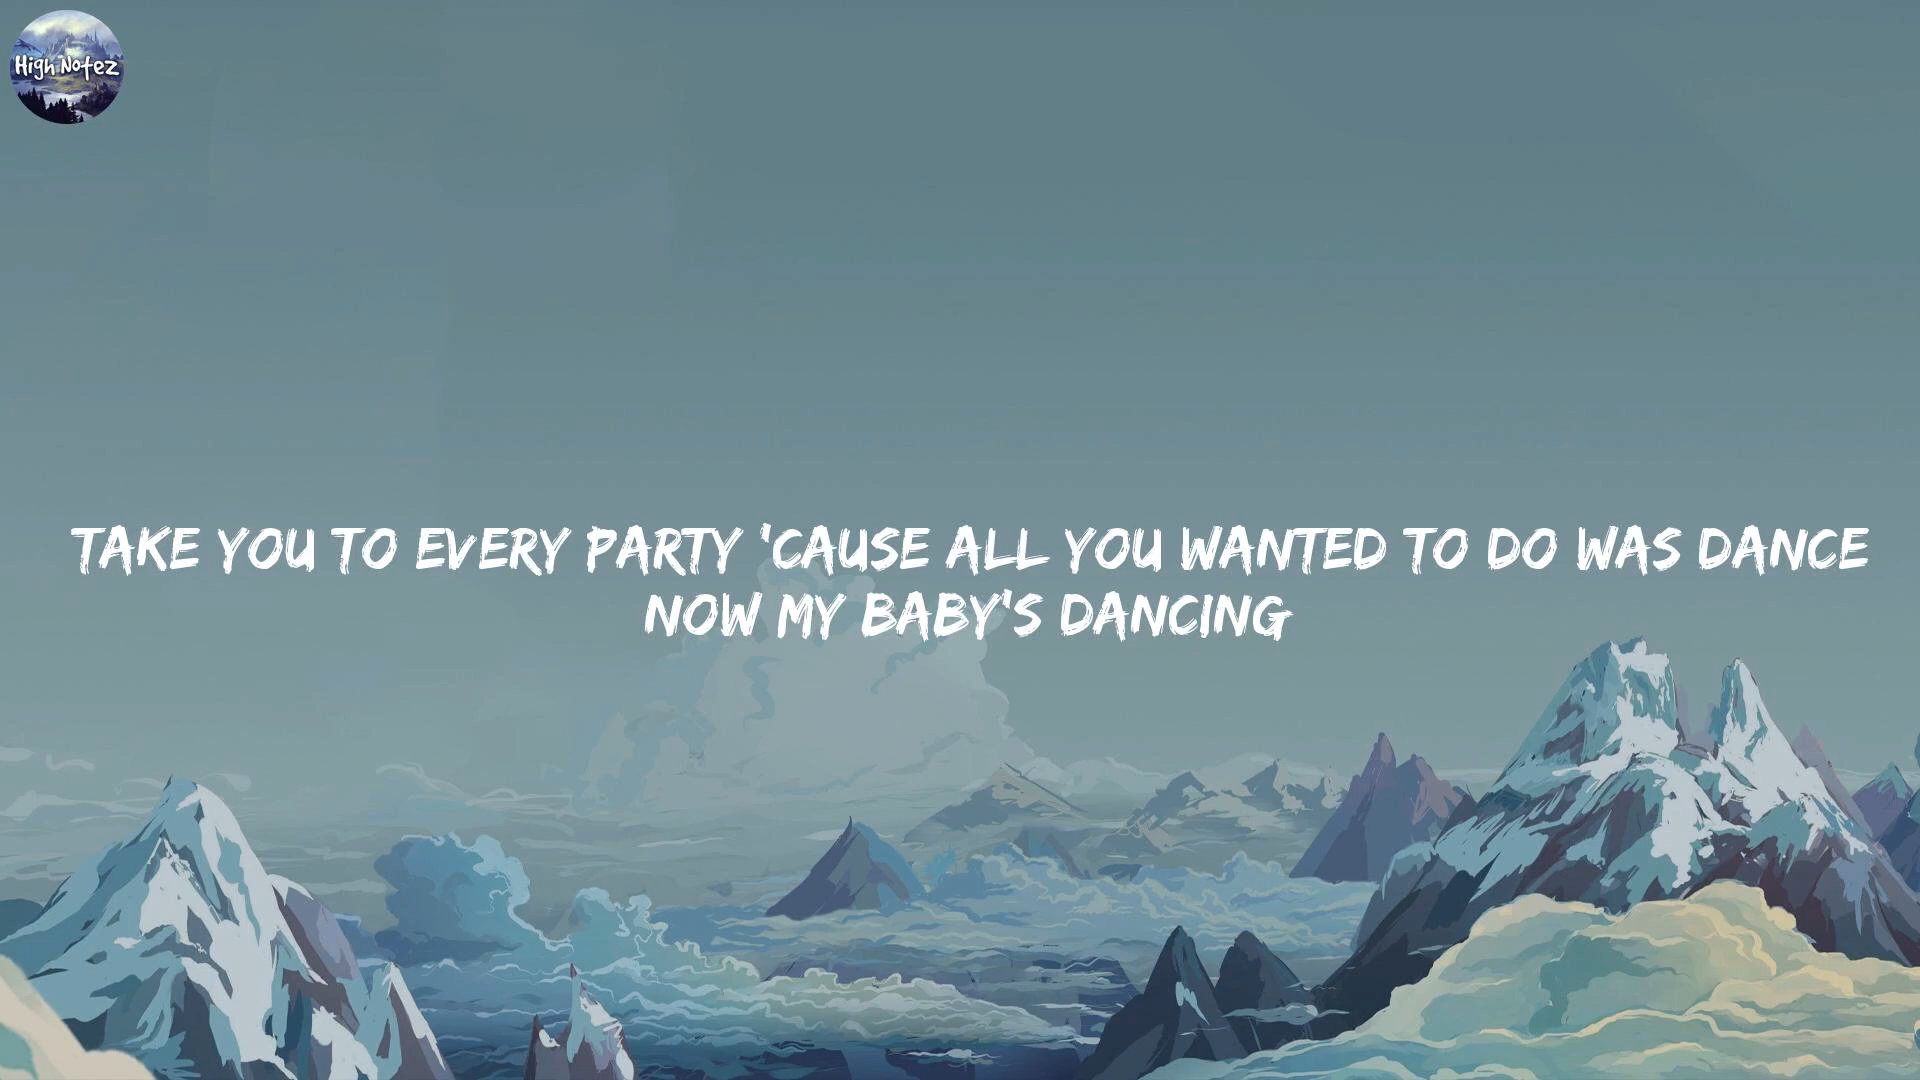 High Notez
TAKE YOU TO EVERY PARTY 'CAUSE ALL YOU WANTED TO DO WAS DANCE
NOW MY BABY'S DANCING